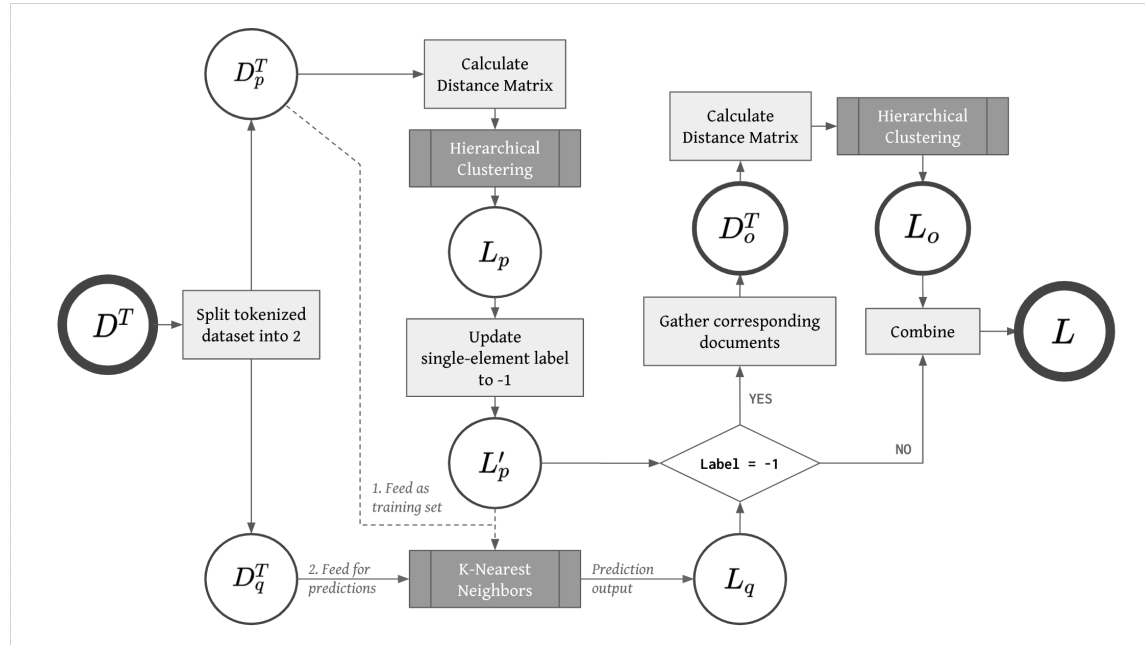 D^T
Split tokenized
dataset into 2
D_p^T
Calculate
Distance Matrix
Hierarchical
Clustering
L_p
Update
single-element label
to -1
L'_p
1. Feed as
training set
D_q^T
2. Feed for
predictions
K-Nearest
Neighbors
Prediction
output
L_q
Label = -1
YES
NO
Gather corresponding
documents
D_o^T
Calculate
Distance Matrix
Hierarchical
Clustering
L_o
Combine
L